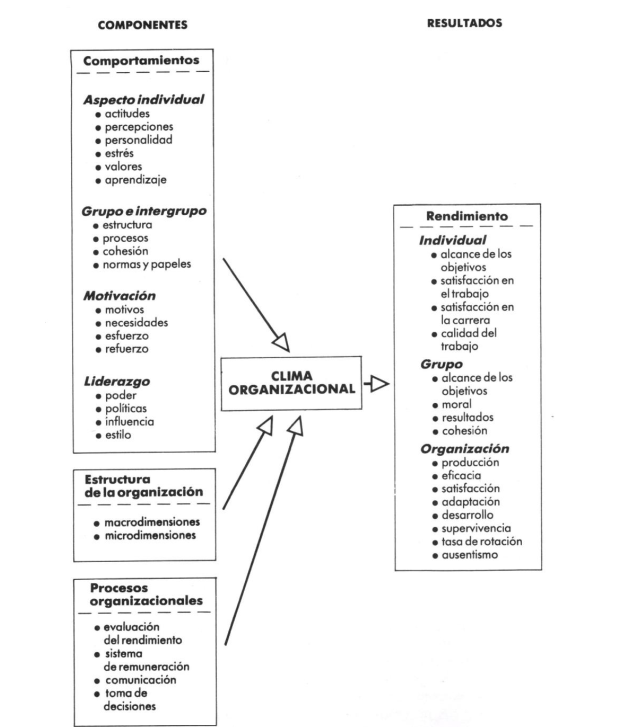 COMPONENTES
Comportamientos
Aspecto individual
• actitudes
• percepciones
• personalidad
• estrés
• valores
• aprendizaje
Grupo e intergrupo
• estructura
• procesos
• cohesión
• normas y papeles
Motivación
• motivos
• necesidades
• esfuerzo
• refuerzo
Liderazgo
• poder
• políticas
• influencia
• estilo
Estructura
de la organización
• macrodimensiones
• microdimensiones
Procesos
organizacionales
• evaluación
del rendimiento
• sistema
de remuneración
• comunicación
• toma de
decisiones
CLIMA
ORGANIZACIONAL
RESULTADOS
Rendimiento
Individual
• alcance de los
objetivos
• satisfacción en
el trabajo
• satisfacción en
la carrera
• calidad del
trabajo
Grupo
• alcance de los
objetivos
• moral
• resultados
• cohesión
Organización
• producción
• eficacia
• satisfacción
• adaptación
• desarrollo
• supervivencia
• tasa de rotación
• ausentismo